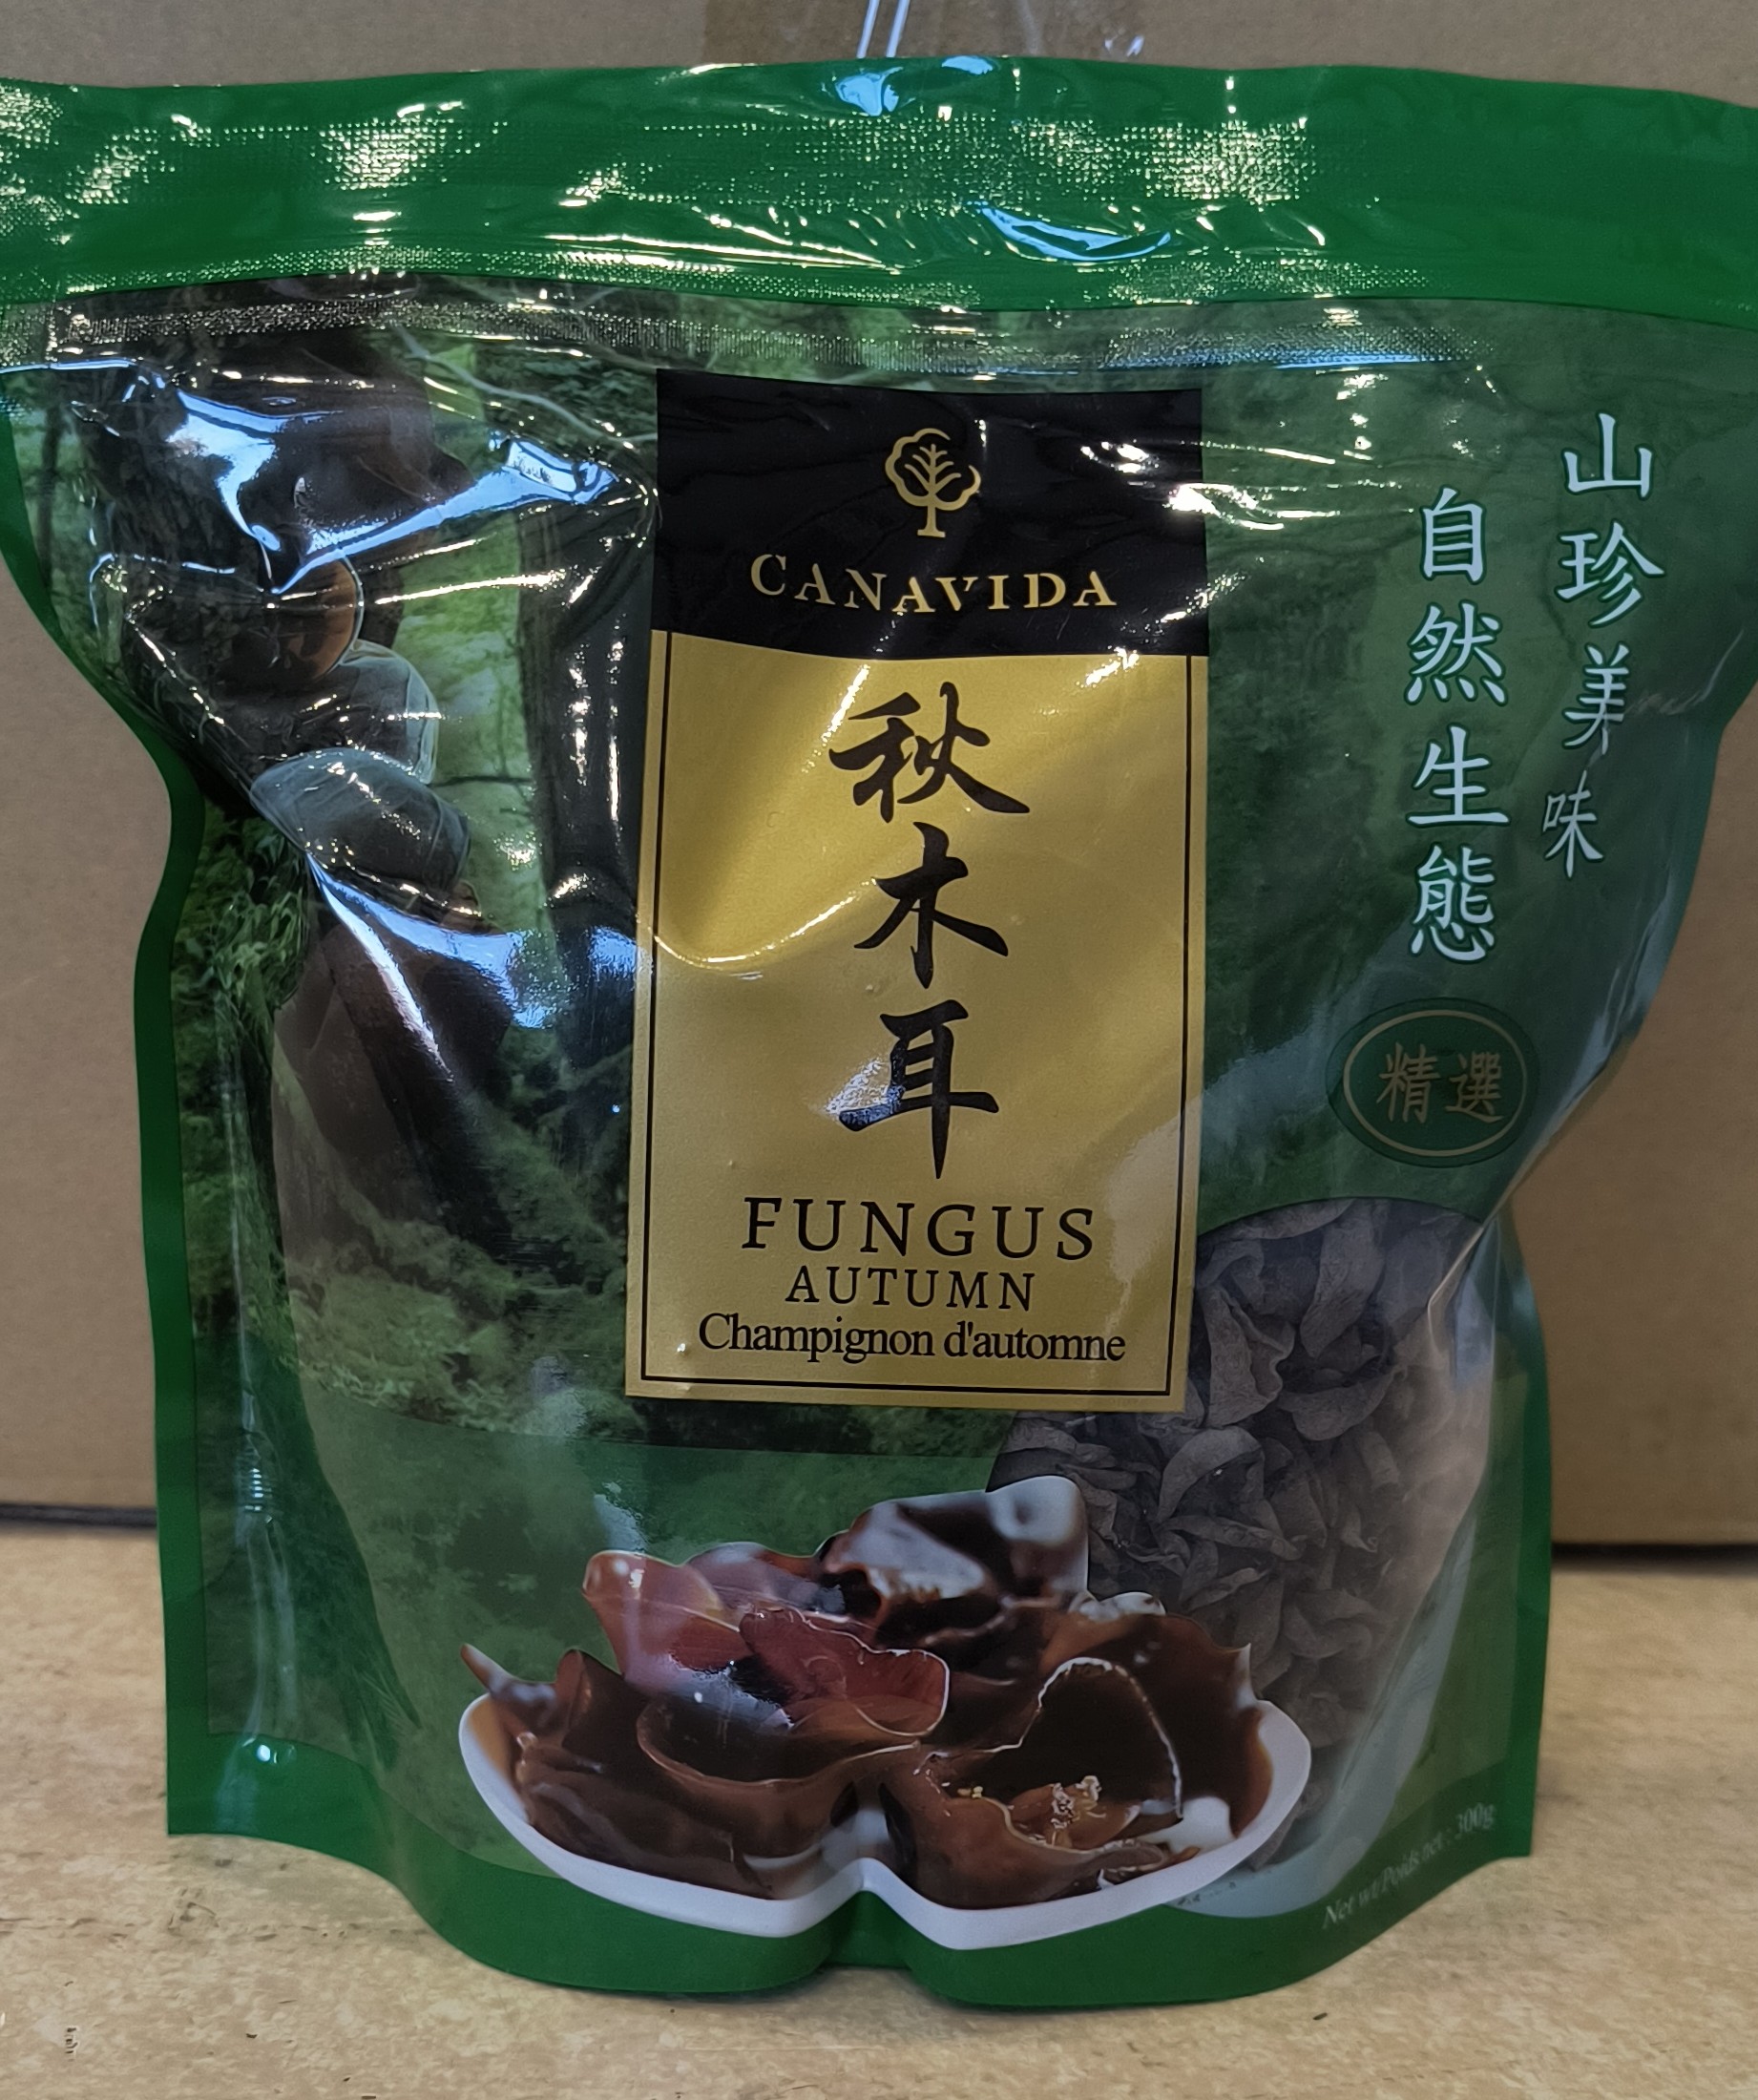 CANAVIDA
秋木耳
FUNGUS
AUTUMN
Champignon d'automne
山珍美味
自然生態
精選
Net wt/Poids net : 300g